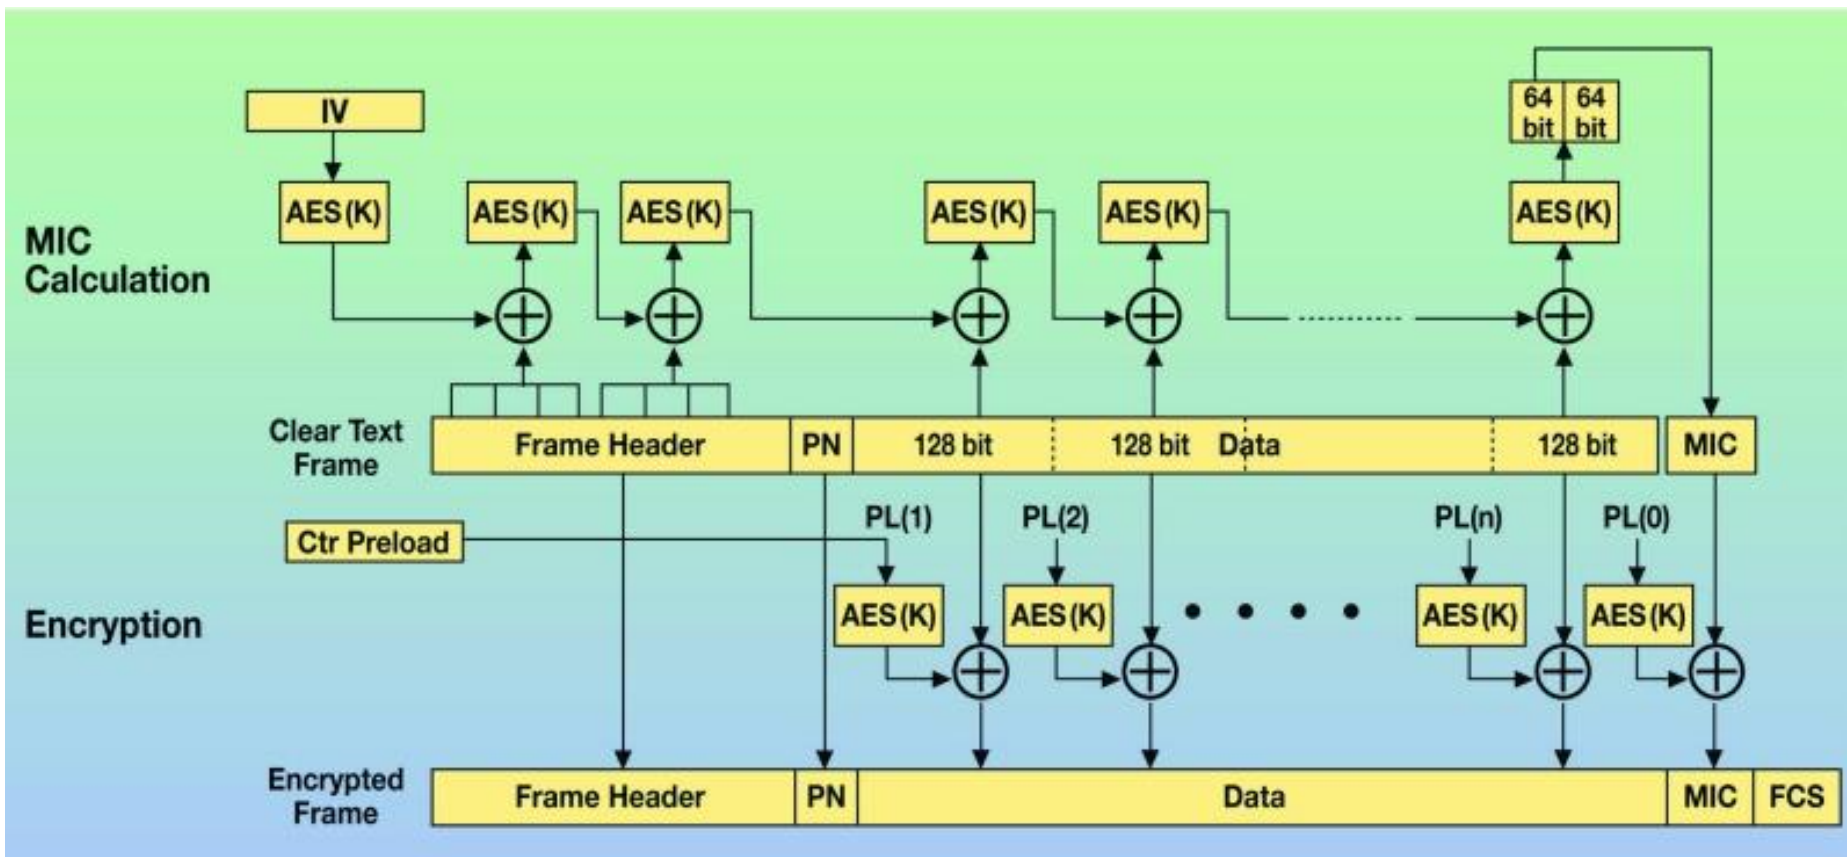 IV
64 bit
64 bit
AES(K)
AES(K)
AES(K)
AES(K)
AES(K)
AES(K)
MIC
Calculation
Clear Text
Frame
Frame Header
PN
128 bit
128 bit
Data
128 bit
MIC
Ctr Preload
PL(1)
PL(2)
PL(n)
PL(0)
AES(K)
AES(K)
AES(K)
AES(K)
Encryption
Encrypted
Frame
Frame Header
PN
Data
MIC
FCS